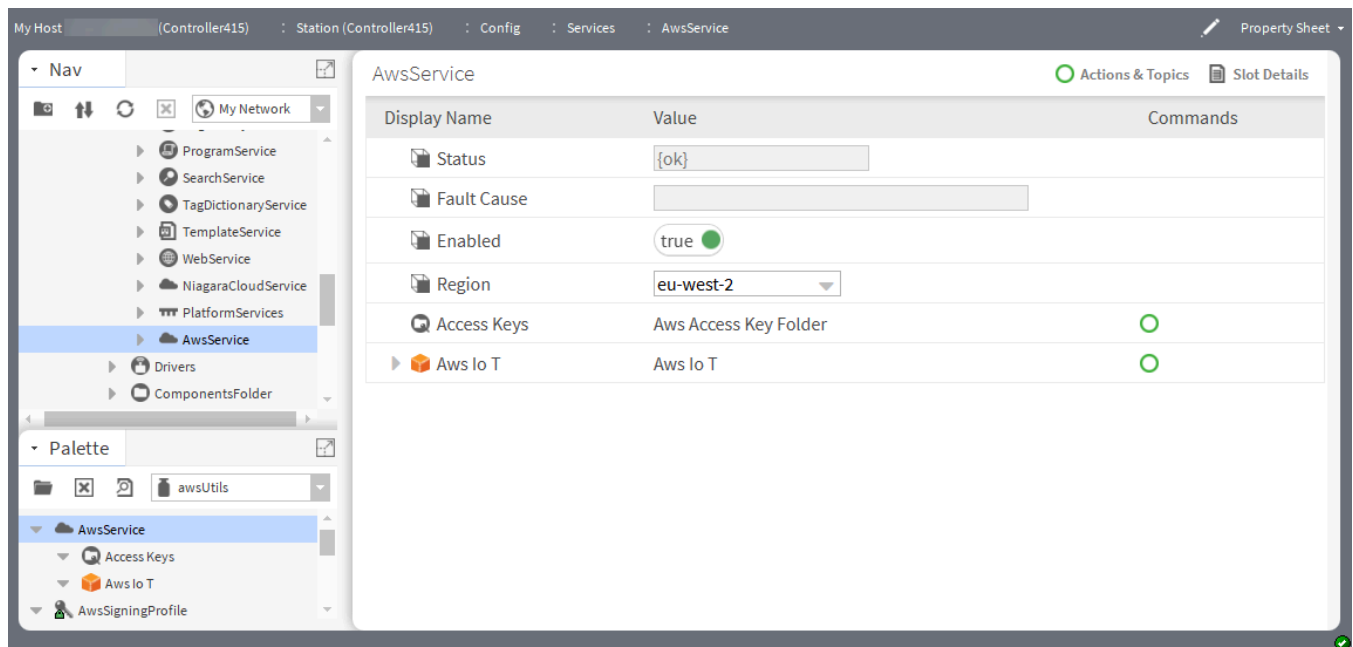 My Host (Controller415) : Station (Controller415) : Config : Services : AwsService Property Sheet
Nav
My Network
ProgramService
SearchService
TagDictionaryService
TemplateService
WebService
NiagaraCloudService
PlatformServices
AwsService
Drivers
ComponentsFolder
Palette
awsUtils
AwsService
Access Keys
Aws Io T
AwsSigningProfile
AwsService Actions & Topics Slot Details
Display Name Value Commands
Status {ok}
Fault Cause
Enabled true
Region eu-west-2
Access Keys Aws Access Key Folder
Aws Io T Aws Io T